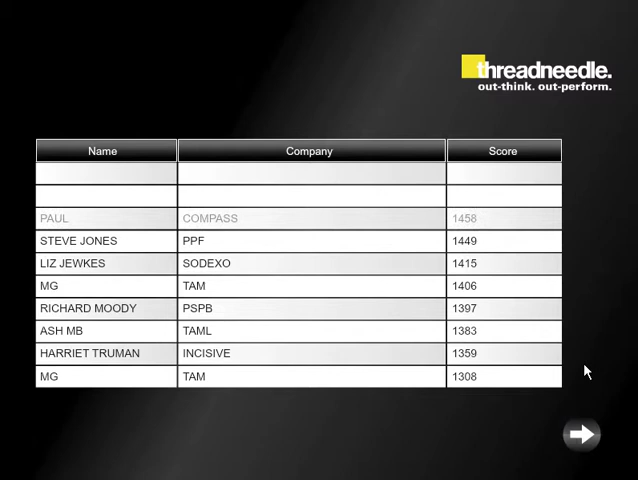 threadneedle.
out-think. out-perform.
Name Company Score
PAUL COMPASS 1458
STEVE JONES PPF 1449
LIZ JEWKES SODEXO 1415
MG TAM 1406
RICHARD MOODY PSPB 1397
ASH MB TAML 1383
HARRIET TRUMAN INCISIVE 1359
MG TAM 1308